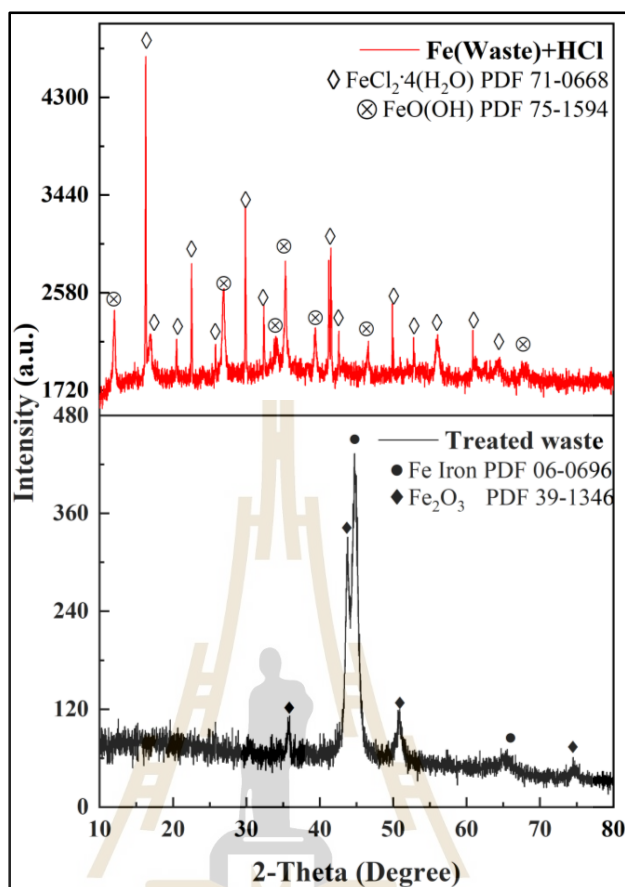 Fe(Waste)+HCl
◊ FeCl₂·4(H₂O) PDF 71-0668
⊗ FeO(OH) PDF 75-1594
4300
3440
2580
1720
Intensity (a.u.)
480
Treated waste
● Fe Iron PDF 06-0696
◆ Fe₂O₃ PDF 39-1346
360
240
120
0
10 20 30 40 50 60 70 80
2-Theta (Degree)